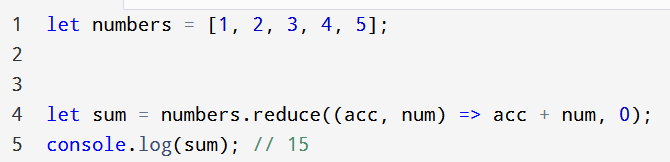 1 let numbers = [1, 2, 3, 4, 5];
2
3
4 let sum = numbers.reduce((acc, num) => acc + num, 0);
5 console.log(sum); // 15